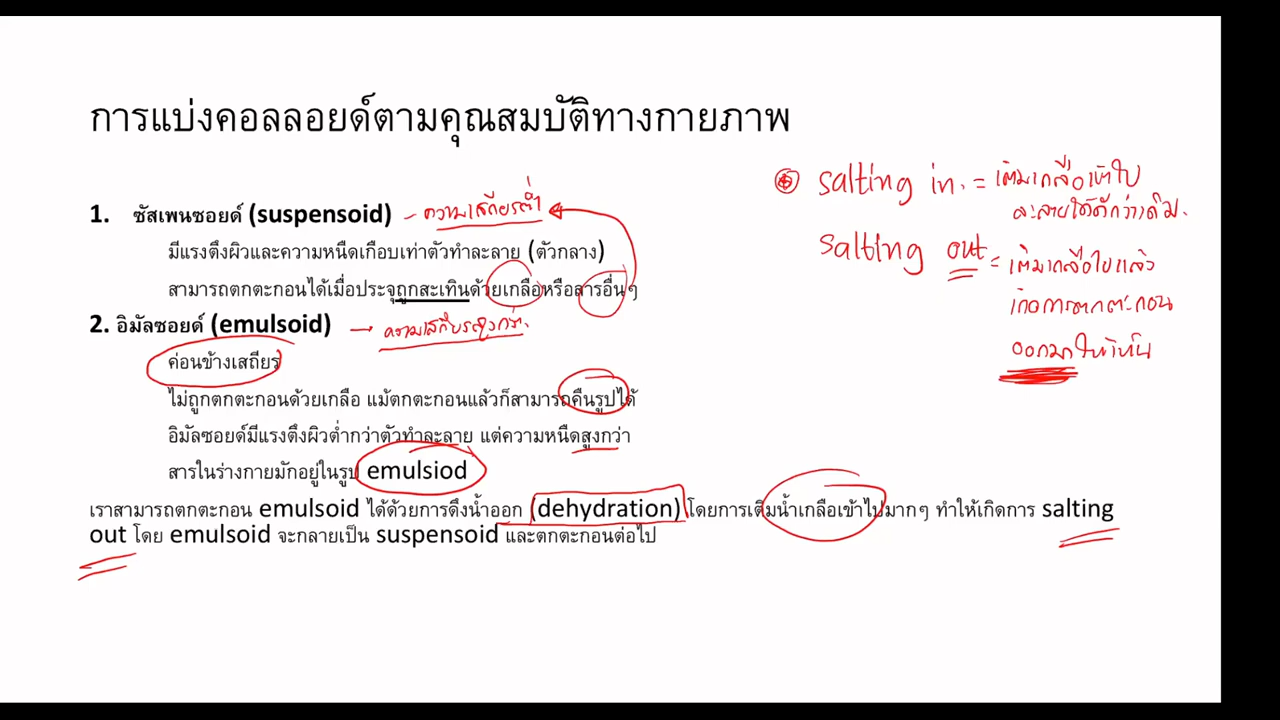 การแบ่งคอลลอยด์ตามคุณสมบัติทางกายภาพ
1. ซัสเพนซอยด์ (suspensoid) - ความเสถียรต่ำ
มีแรงตึงผิวและความหนืดเกือบเท่าตัวทำละลาย (ตัวกลาง)
สามารถตกตะกอนได้เมื่อประจุถูกสะเทินด้วยเกลือหรือสารอื่นๆ
2. อิมัลซอยด์ (emulsoid) → ความเสถียรสูงกว่า
ค่อนข้างเสถียร
ไม่ถูกตกตะกอนด้วยเกลือ แม้ตกตะกอนแล้วก็สามารถคืนรูปได้
อิมัลซอยด์มีแรงตึงผิวต่ำกว่าตัวทำละลาย แต่ความหนืดสูงกว่า
สารในร่างกายมักอยู่ในรูป emulsiod
เราสามารถตกตะกอน emulsoid ได้ด้วยการดึงน้ำออก (dehydration) โดยการเติมน้ำเกลือเข้าไปมากๆ ทำให้เกิดการ salting
out โดย emulsoid จะกลายเป็น suspensoid และตกตะกอนต่อไป
salting in. = เติมเกลือเข้าไป
ละลายได้ดีกว่าเดิม.
salting out = เติมเกลือไปแล้ว
เกิดการตกตะกอน
ออกมาให้เห็น